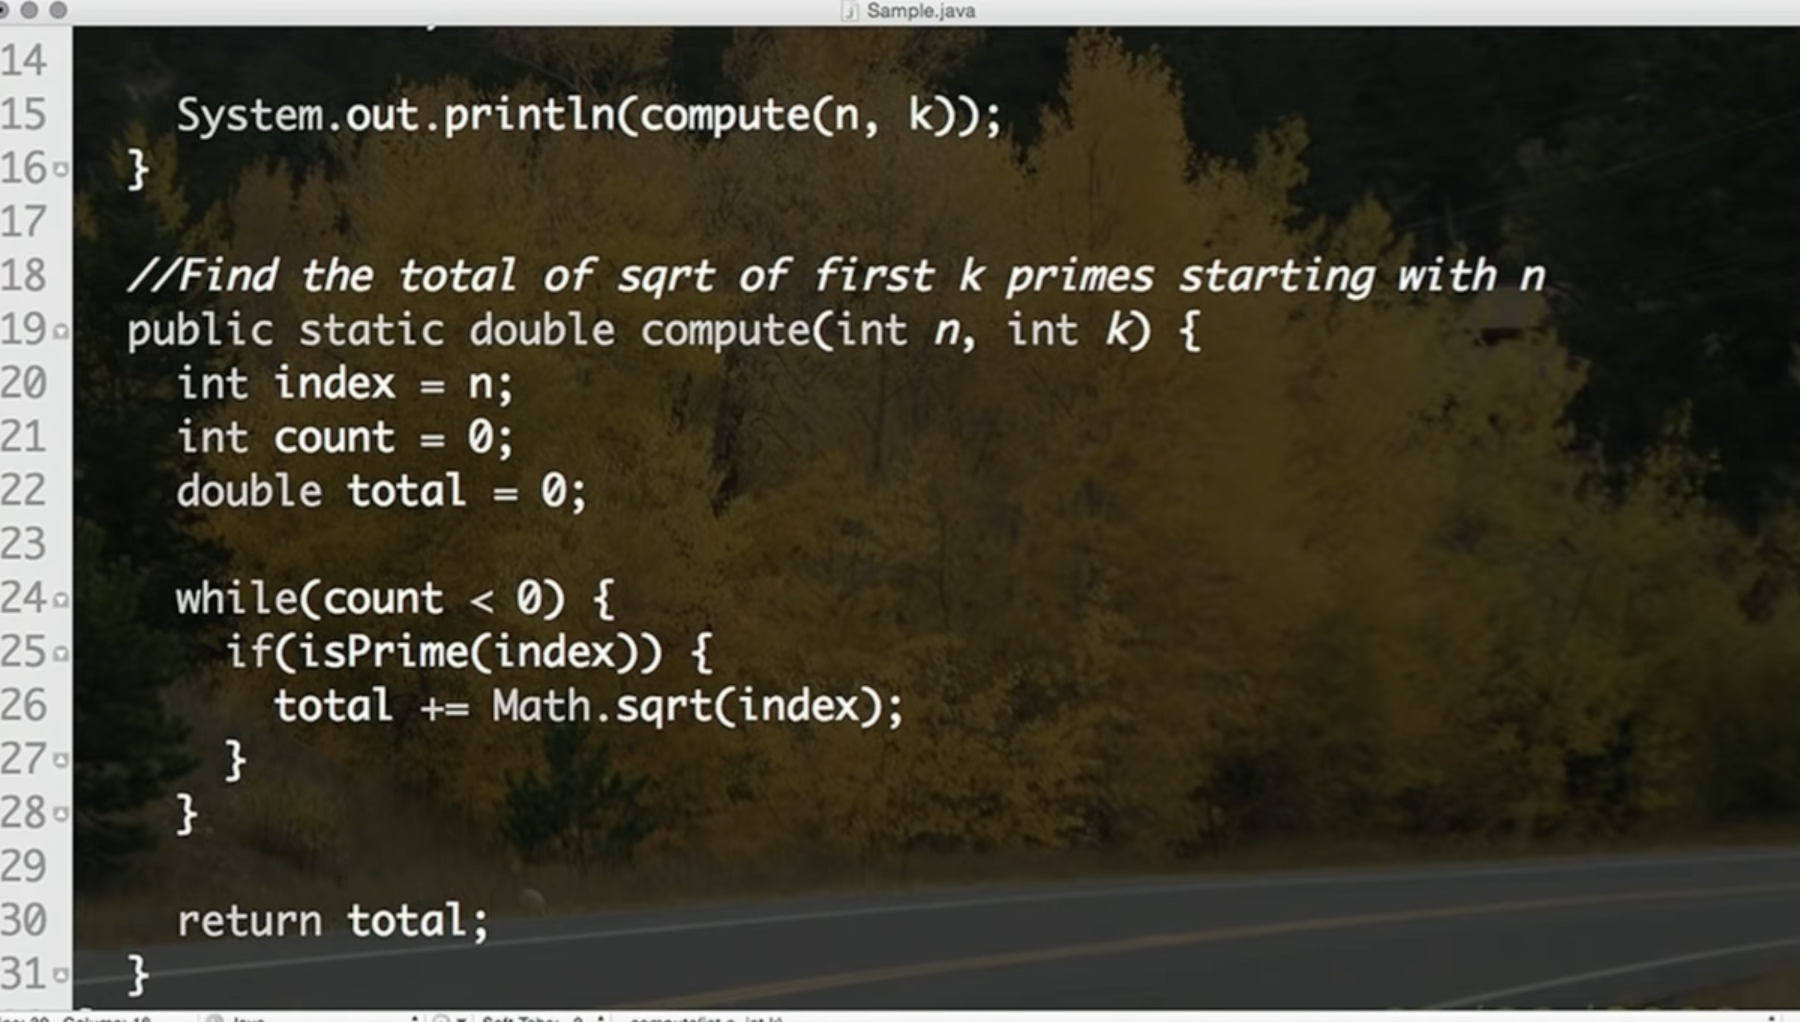 Sample.java
14
15 System.out.println(compute(n, k));
16 }
17
18 //Find the total of sqrt of first k primes starting with n
19 public static double compute(int n, int k) {
20 int index = n;
21 int count = 0;
22 double total = 0;
23
24 while(count < 0) {
25 if(isPrime(index)) {
26 total += Math.sqrt(index);
27 }
28 }
29
30 return total;
31 }